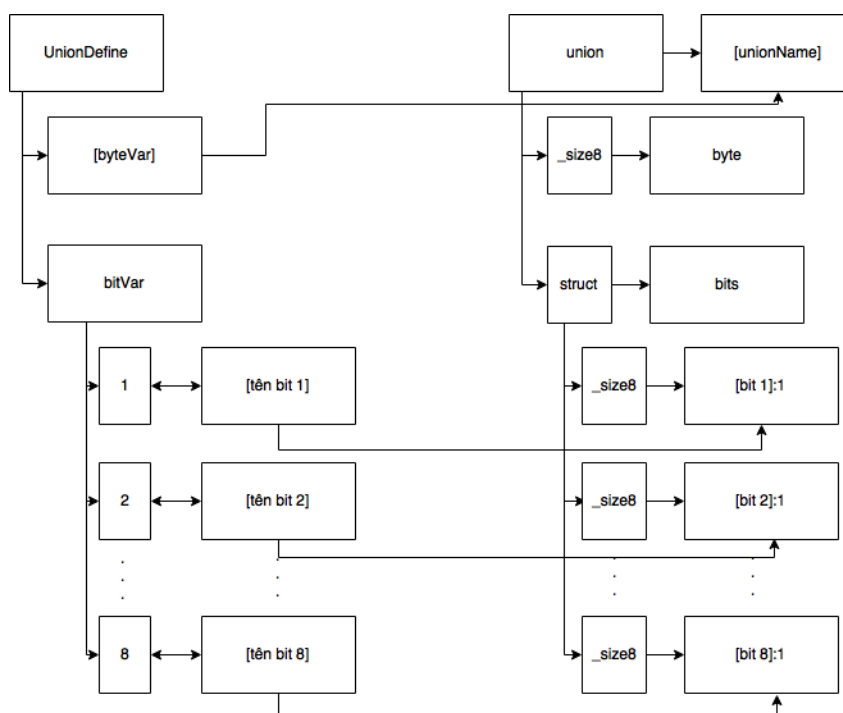 UnionDefine
union
[unionName]
[byteVar]
_size8
byte
bitVar
struct
bits
1
[tên bit 1]
_size8
[bit 1]:1
2
[tên bit 2]
_size8
[bit 2]:1
8
[tên bit 8]
_size8
[bit 8]:1